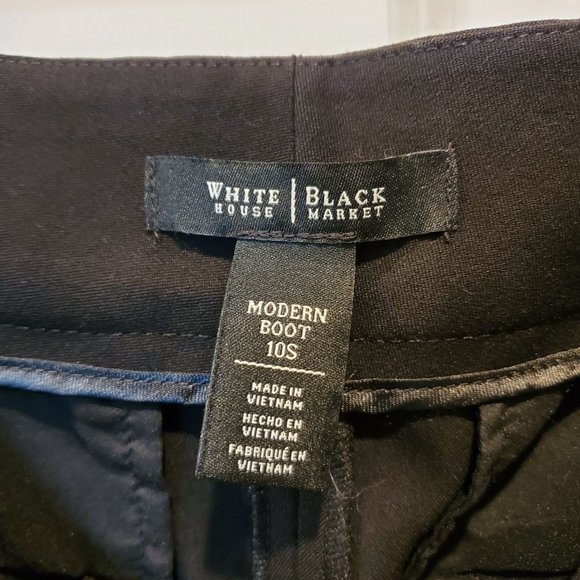 WHITE | BLACK
HOUSE | MARKET
MODERN
BOOT
10S
MADE IN
VIETNAM
HECHO EN
VIETNAM
FABRIQUÉ EN
VIETNAM